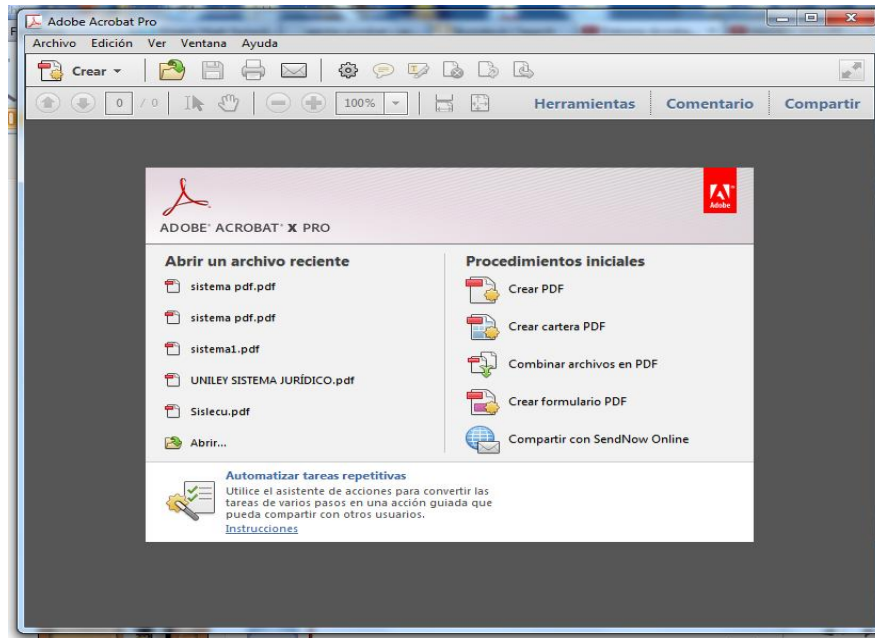 Adobe Acrobat Pro
Archivo Edición Ver Ventana Ayuda
Crear
0 / 0 100% Herramientas Comentario Compartir
Adobe
ADOBE® ACROBAT® X PRO
Abrir un archivo reciente
sistema pdf.pdf
sistema pdf.pdf
sistema1.pdf
UNILEY SISTEMA JURÍDICO.pdf
Sislecu.pdf
Abrir...
Procedimientos iniciales
Crear PDF
Crear cartera PDF
Combinar archivos en PDF
Crear formulario PDF
Compartir con SendNow Online
Automatizar tareas repetitivas
Utilice el asistente de acciones para convertir las
tareas de varios pasos en una acción guiada que
pueda compartir con otros usuarios.
Instrucciones